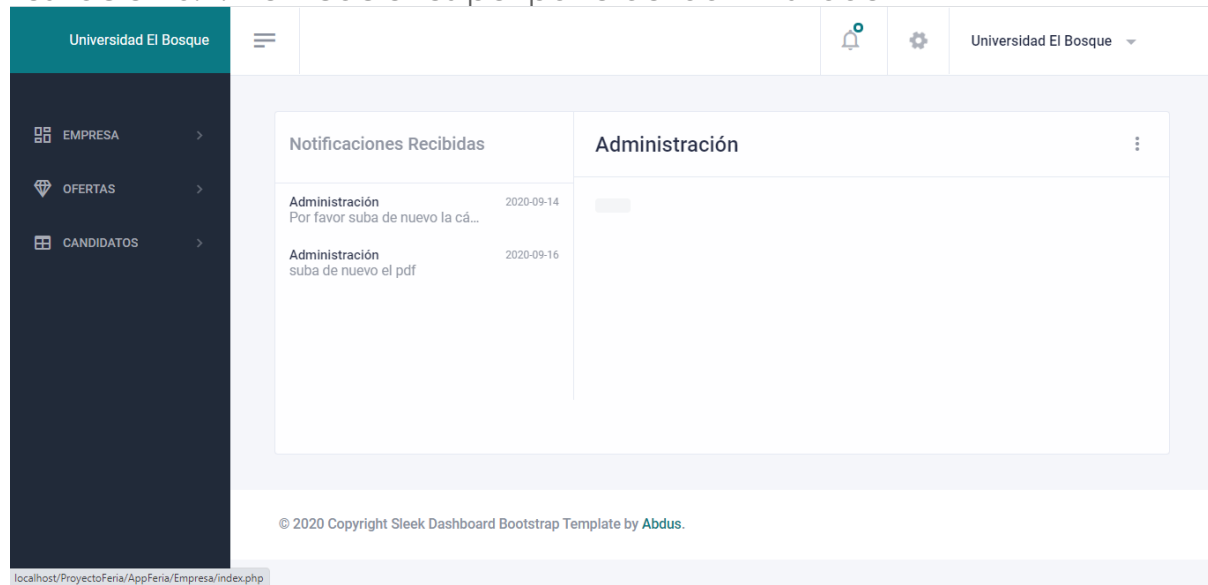 Universidad El Bosque
Universidad El Bosque
EMPRESA
OFERTAS
CANDIDATOS
Notificaciones Recibidas
Administración 2020-09-14
Por favor suba de nuevo la cá...
Administración 2020-09-16
suba de nuevo el pdf
Administración
© 2020 Copyright Sleek Dashboard Bootstrap Template by Abdus.
localhost/ProyectoFeria/AppFeria/Empresa/index.php